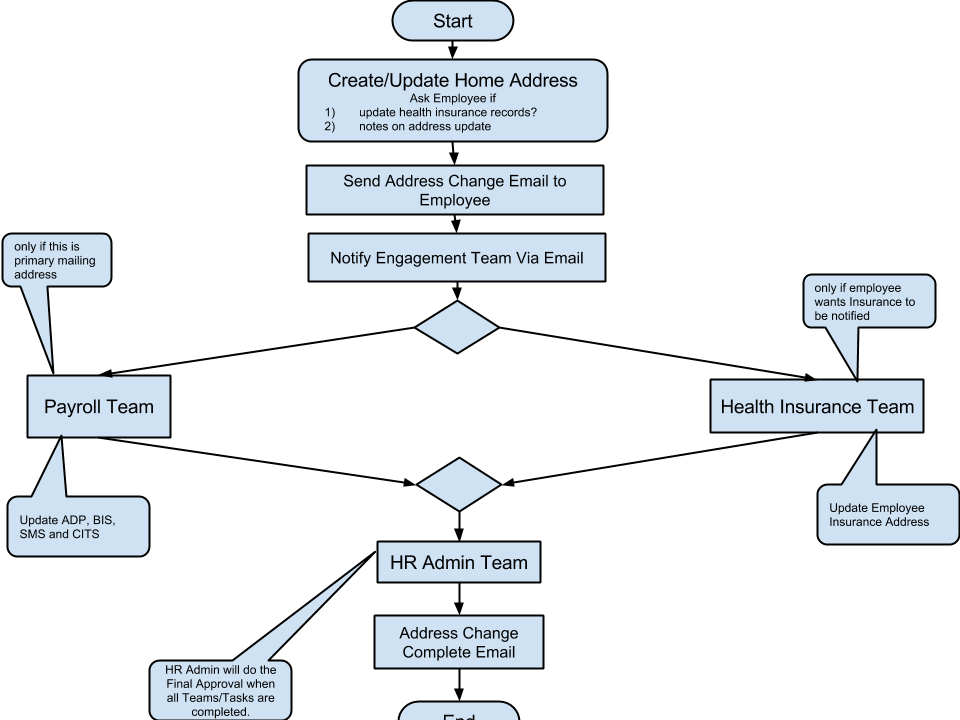 Start
Create/Update Home Address
Ask Employee if
1) update health insurance records?
2) notes on address update
Send Address Change Email to
Employee
Notify Engagement Team Via Email
only if this is
primary mailing
address
only if employee
wants Insurance to
be notified
Payroll Team
Health Insurance Team
Update ADP, BIS,
SMS and CITS
Update Employee
Insurance Address
HR Admin Team
Address Change
Complete Email
HR Admin will do the
Final Approval when
all Teams/Tasks are
completed.
End